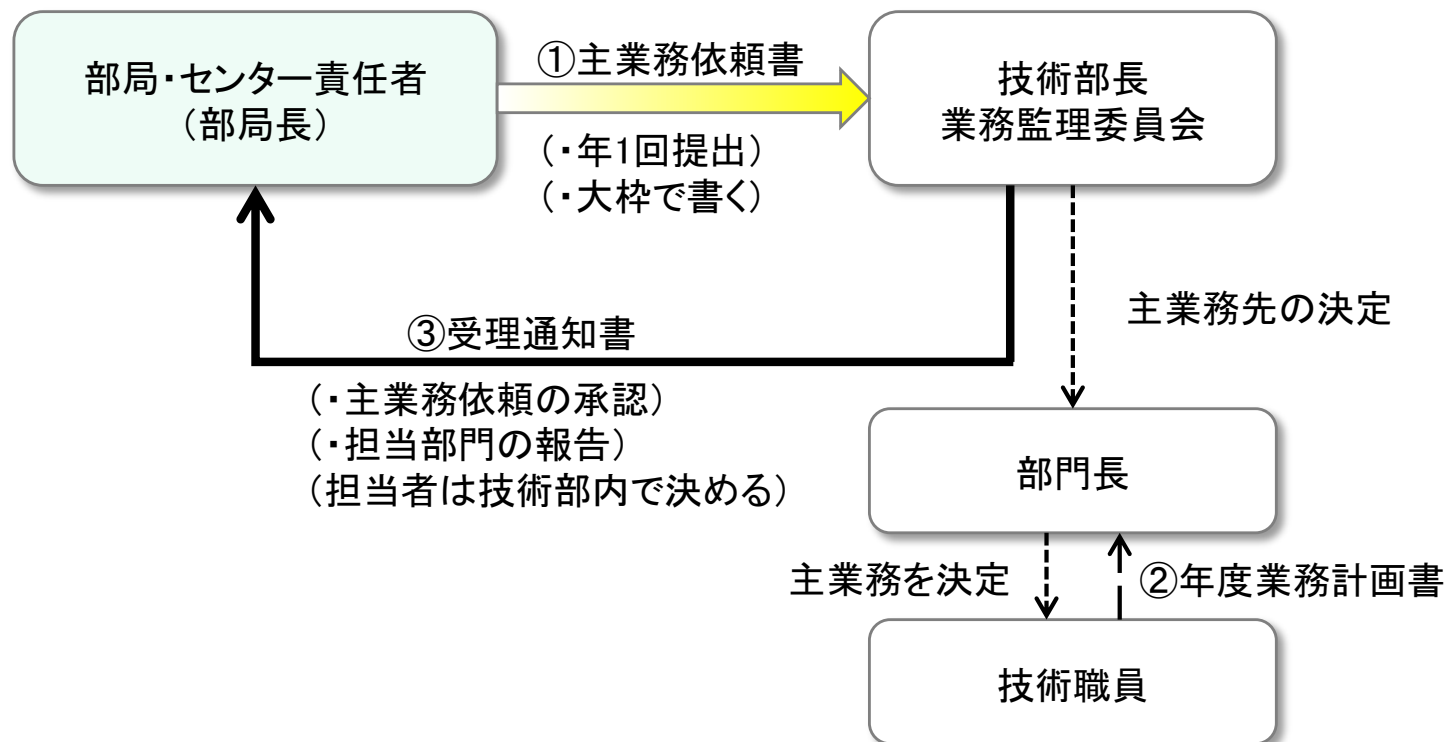 部局・センター責任者
(部局長)
①主業務依頼書
(・年1回提出)
(・大枠で書く)
技術部長
業務監理委員会
主業務先の決定
③受理通知書
(・主業務依頼の承認)
(・担当部門の報告)
(担当者は技術部内で決める)
部門長
主業務を決定
②年度業務計画書
技術職員